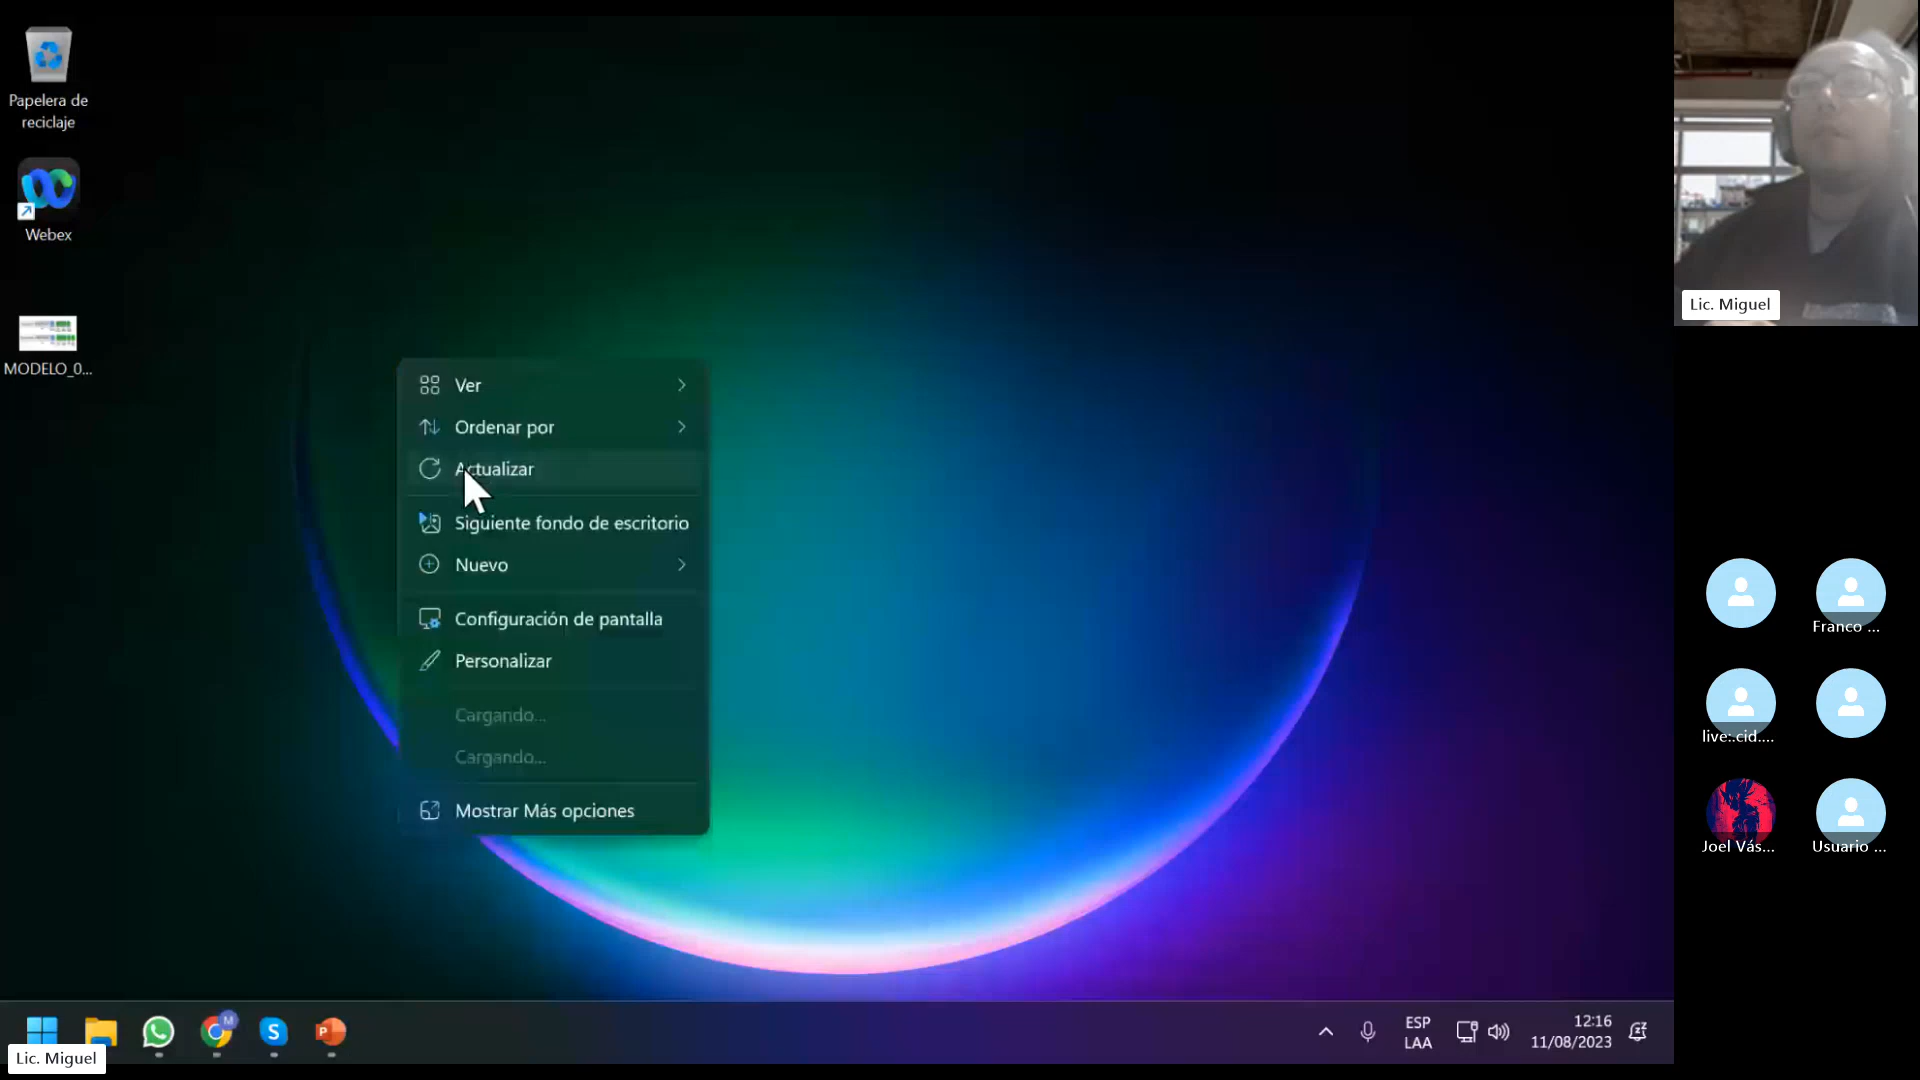 Papelera de
reciclaje
Webex
MODELO_0...
Ver
Ordenar por
Actualizar
Siguiente fondo de escritorio
Nuevo
Configuración de pantalla
Personalizar
Cargando...
Cargando...
Mostrar Más opciones
Lic. Miguel
Franco ...
live:.cid....
Joel Vás...
Usuario ...
M
S
P
ESP
LAA
12:16
11/08/2023
Lic. Miguel